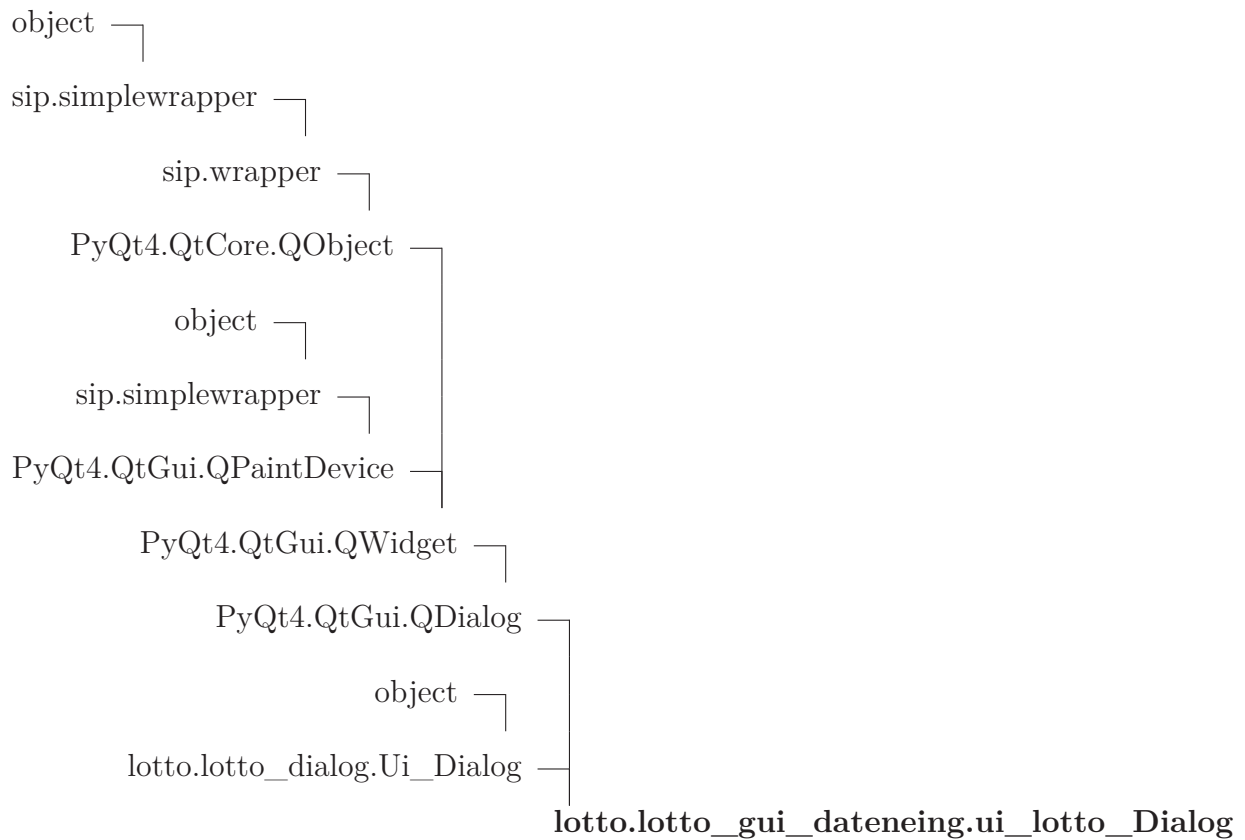 object
sip.simplewrapper
sip.wrapper
PyQt4.QtCore.QObject
object
sip.simplewrapper
PyQt4.QtGui.QPaintDevice
PyQt4.QtGui.QWidget
PyQt4.QtGui.QDialog
object
lotto.lotto_dialog.Ui_Dialog
lotto.lotto_gui_dateneing.ui_lotto_Dialog